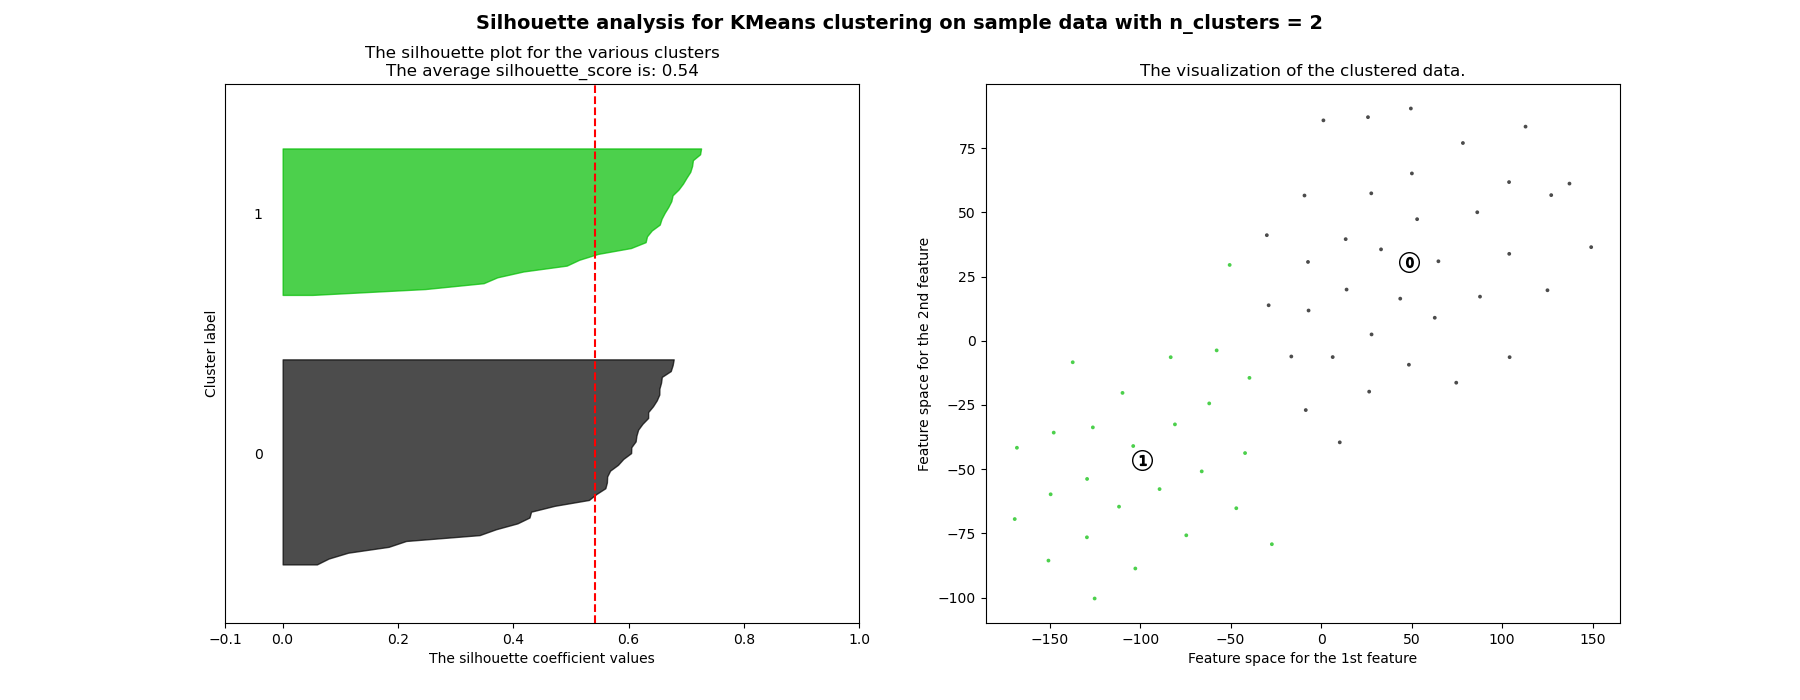 Silhouette analysis for KMeans clustering on sample data with n_clusters = 2
The silhouette plot for the various clusters
The average silhouette_score is: 0.54
1
0
Cluster label
−0.1 0.0 0.2 0.4 0.6 0.8 1.0
The silhouette coefficient values
The visualization of the clustered data.
75
50
25
0
−25
−50
−75
−100
Feature space for the 2nd feature
0
1
−150 −100 −50 0 50 100 150
Feature space for the 1st feature